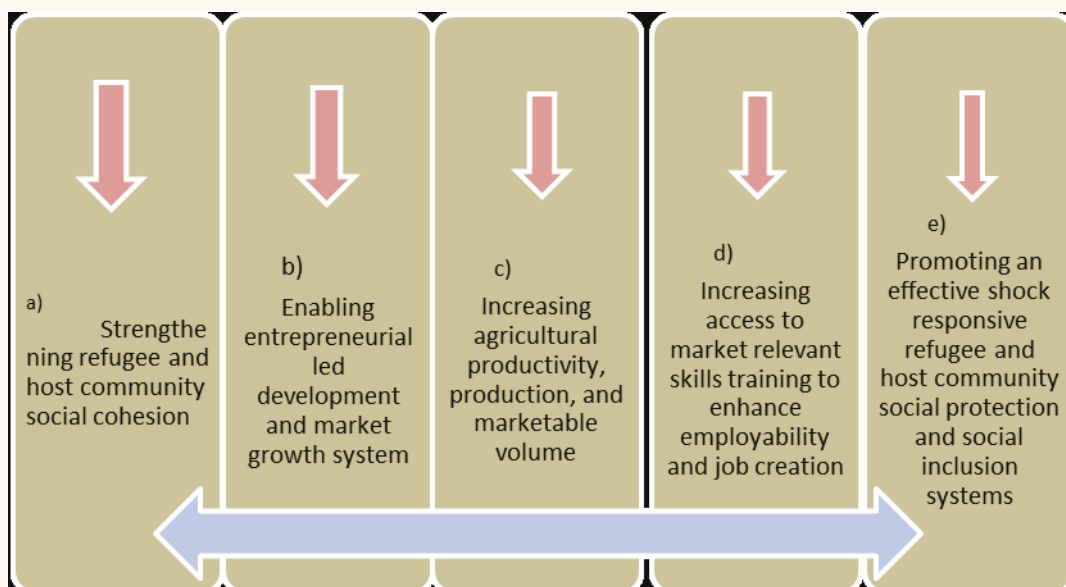 a)
Strengthe
ning refugee and
host community
social cohesion
b)
Enabling
entrepreneurial
led
development
and market
growth system
c)
Increasing
agricultural
productivity,
production, and
marketable
volume
d)
Increasing
access to
market relevant
skills training to
enhance
employability
and job creation
e)
Promoting an
effective shock
responsive
refugee and
host community
social protection
and social
inclusion
systems